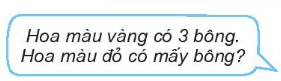 Hoa màu vàng có 3 bông.
Hoa màu đỏ có mấy bông?